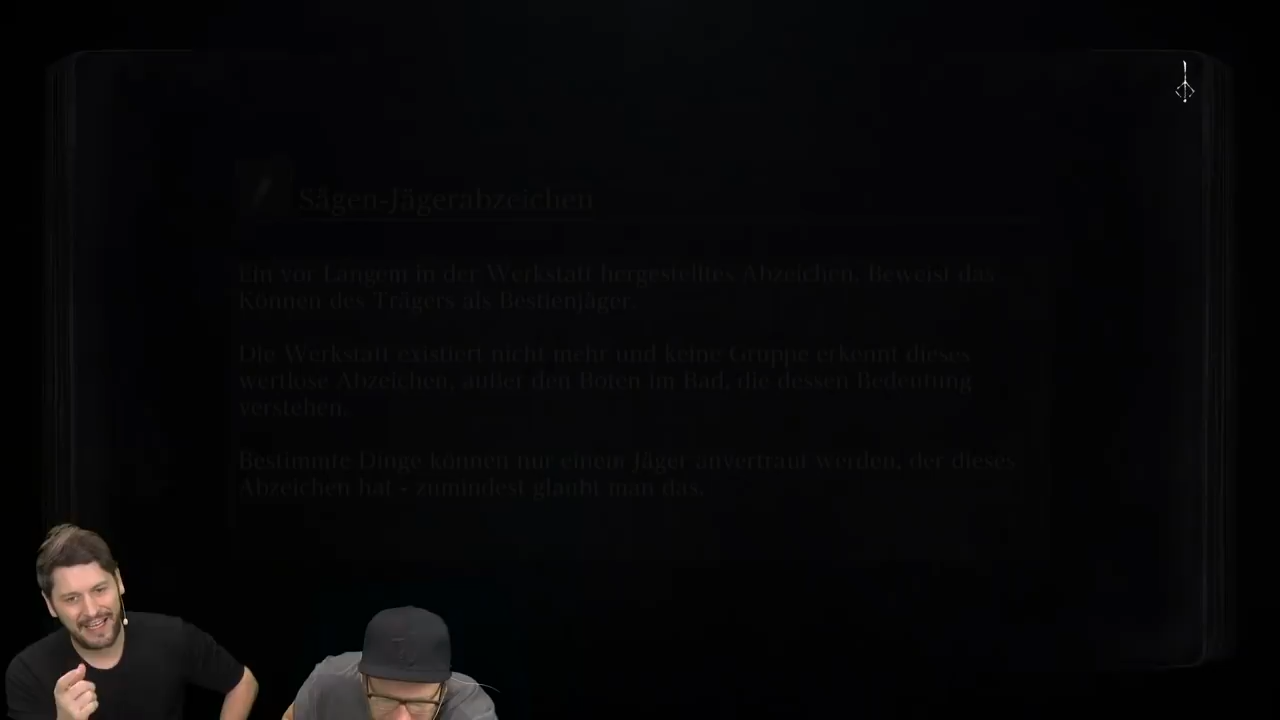 Sägen-Jägerabzeichen
Ein vor Langem in der Werkstatt hergestelltes Abzeichen. Beweist das
Können des Trägers als Bestienjäger.
Die Werkstatt existiert nicht mehr und keine Gruppe erkennt dieses
wertlose Abzeichen, außer den Boten im Bad, die dessen Bedeutung
verstehen.
Bestimmte Dinge können nur einem Jäger anvertraut werden, der dieses
Abzeichen hat - zumindest glaubt man das.